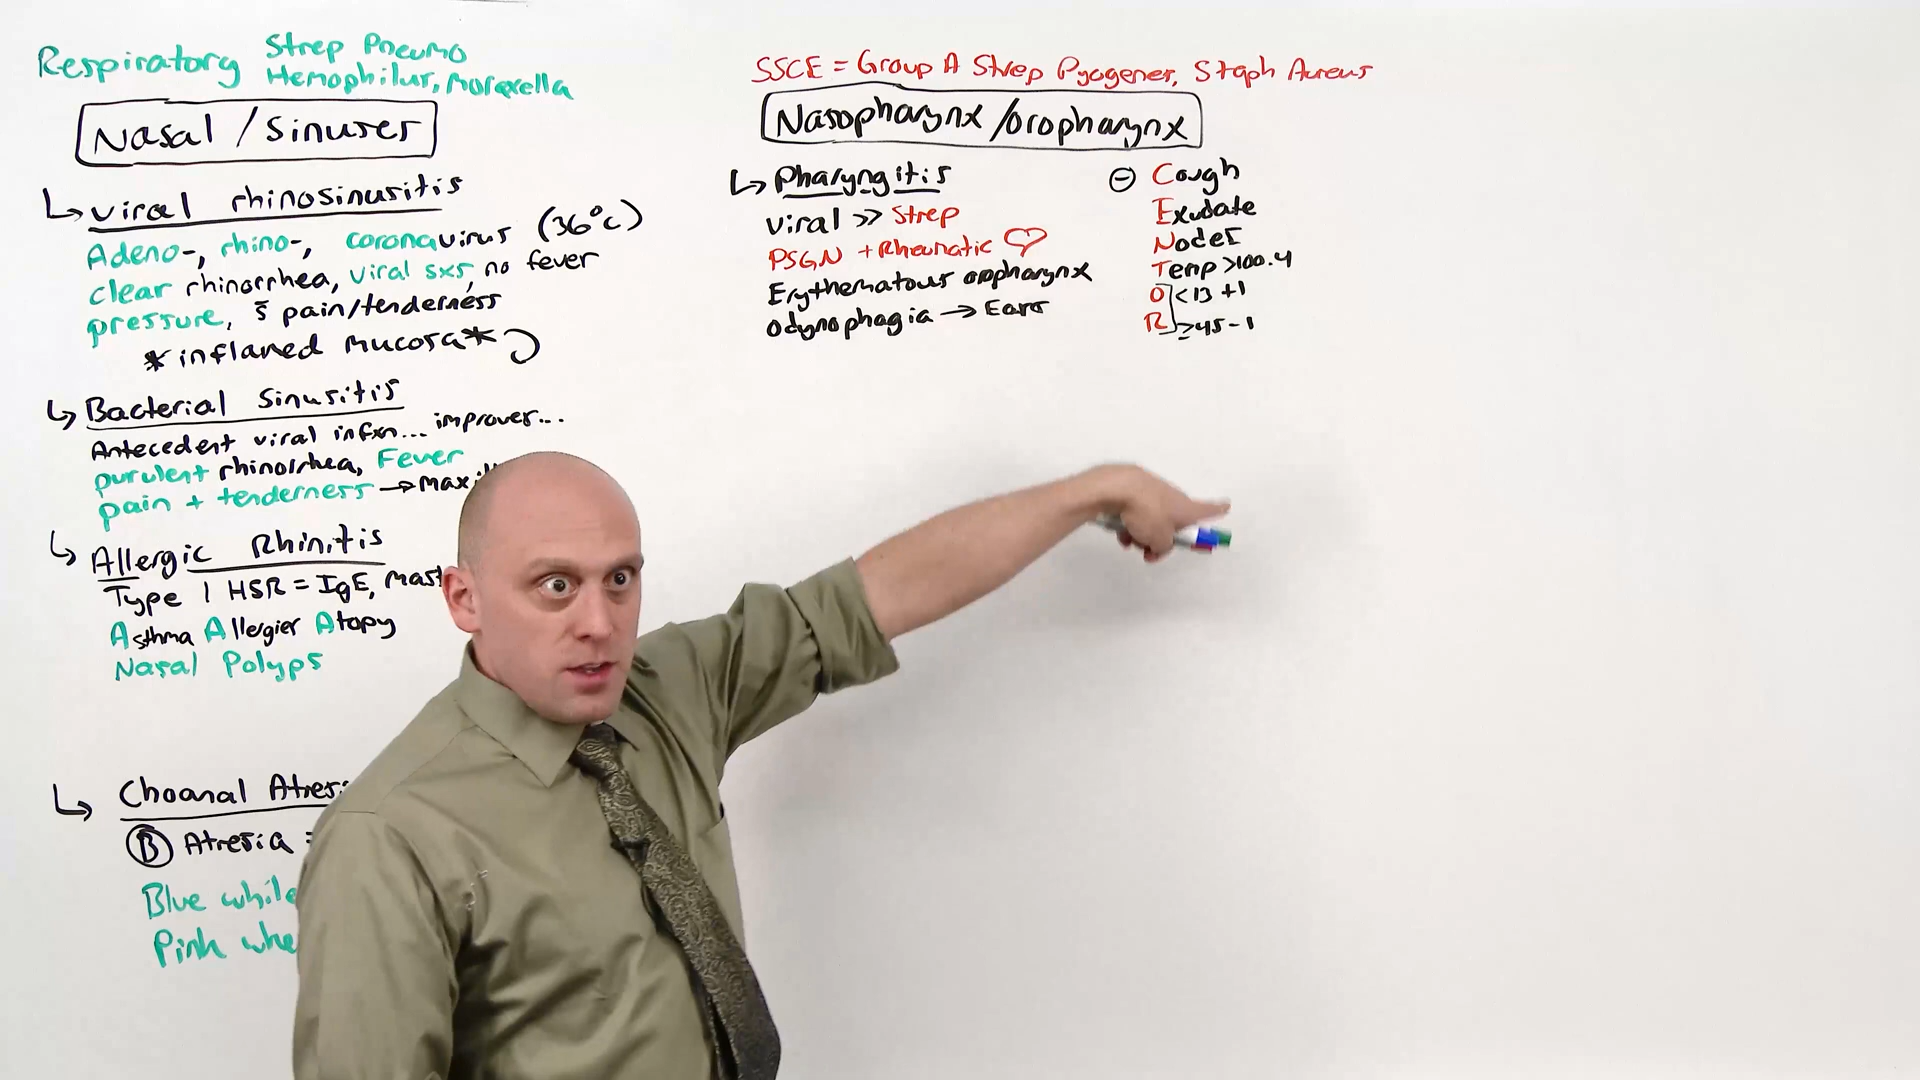 Respiratory Strep Pneumo
Hemophilus, Moraxella
Nasal / Sinuses
↳ Viral rhinosinusitis
Adeno-, rhino-, coronavirus (36°C)
clear rhinorrhea, viral sxs, no fever
pressure, s̄ pain/tenderness
*inflamed mucosa*
↳ Bacterial Sinusitis
Antecedent viral infxn... improves...
purulent rhinorrhea, Fever
pain + tenderness →
↳ Allergic Rhinitis
Type 1 HSR = IgE, mast
Asthma Allergies Atopy
Nasal Polyps
↳ Choanal
Ⓑ Atresia
Blue while
Pink
SSCE = Group A Strep Pyogenes, Staph Aureus
Nasopharynx /oropharynx
↳ Pharyngitis
viral >> Strep
PSGN + Rheumatic ♡
Erythematous oropharynx
odynophagia → Ears
⊖ Cough
Exudate
Nodes
Temp >100.4
O <13 +1
R ≥45 -1